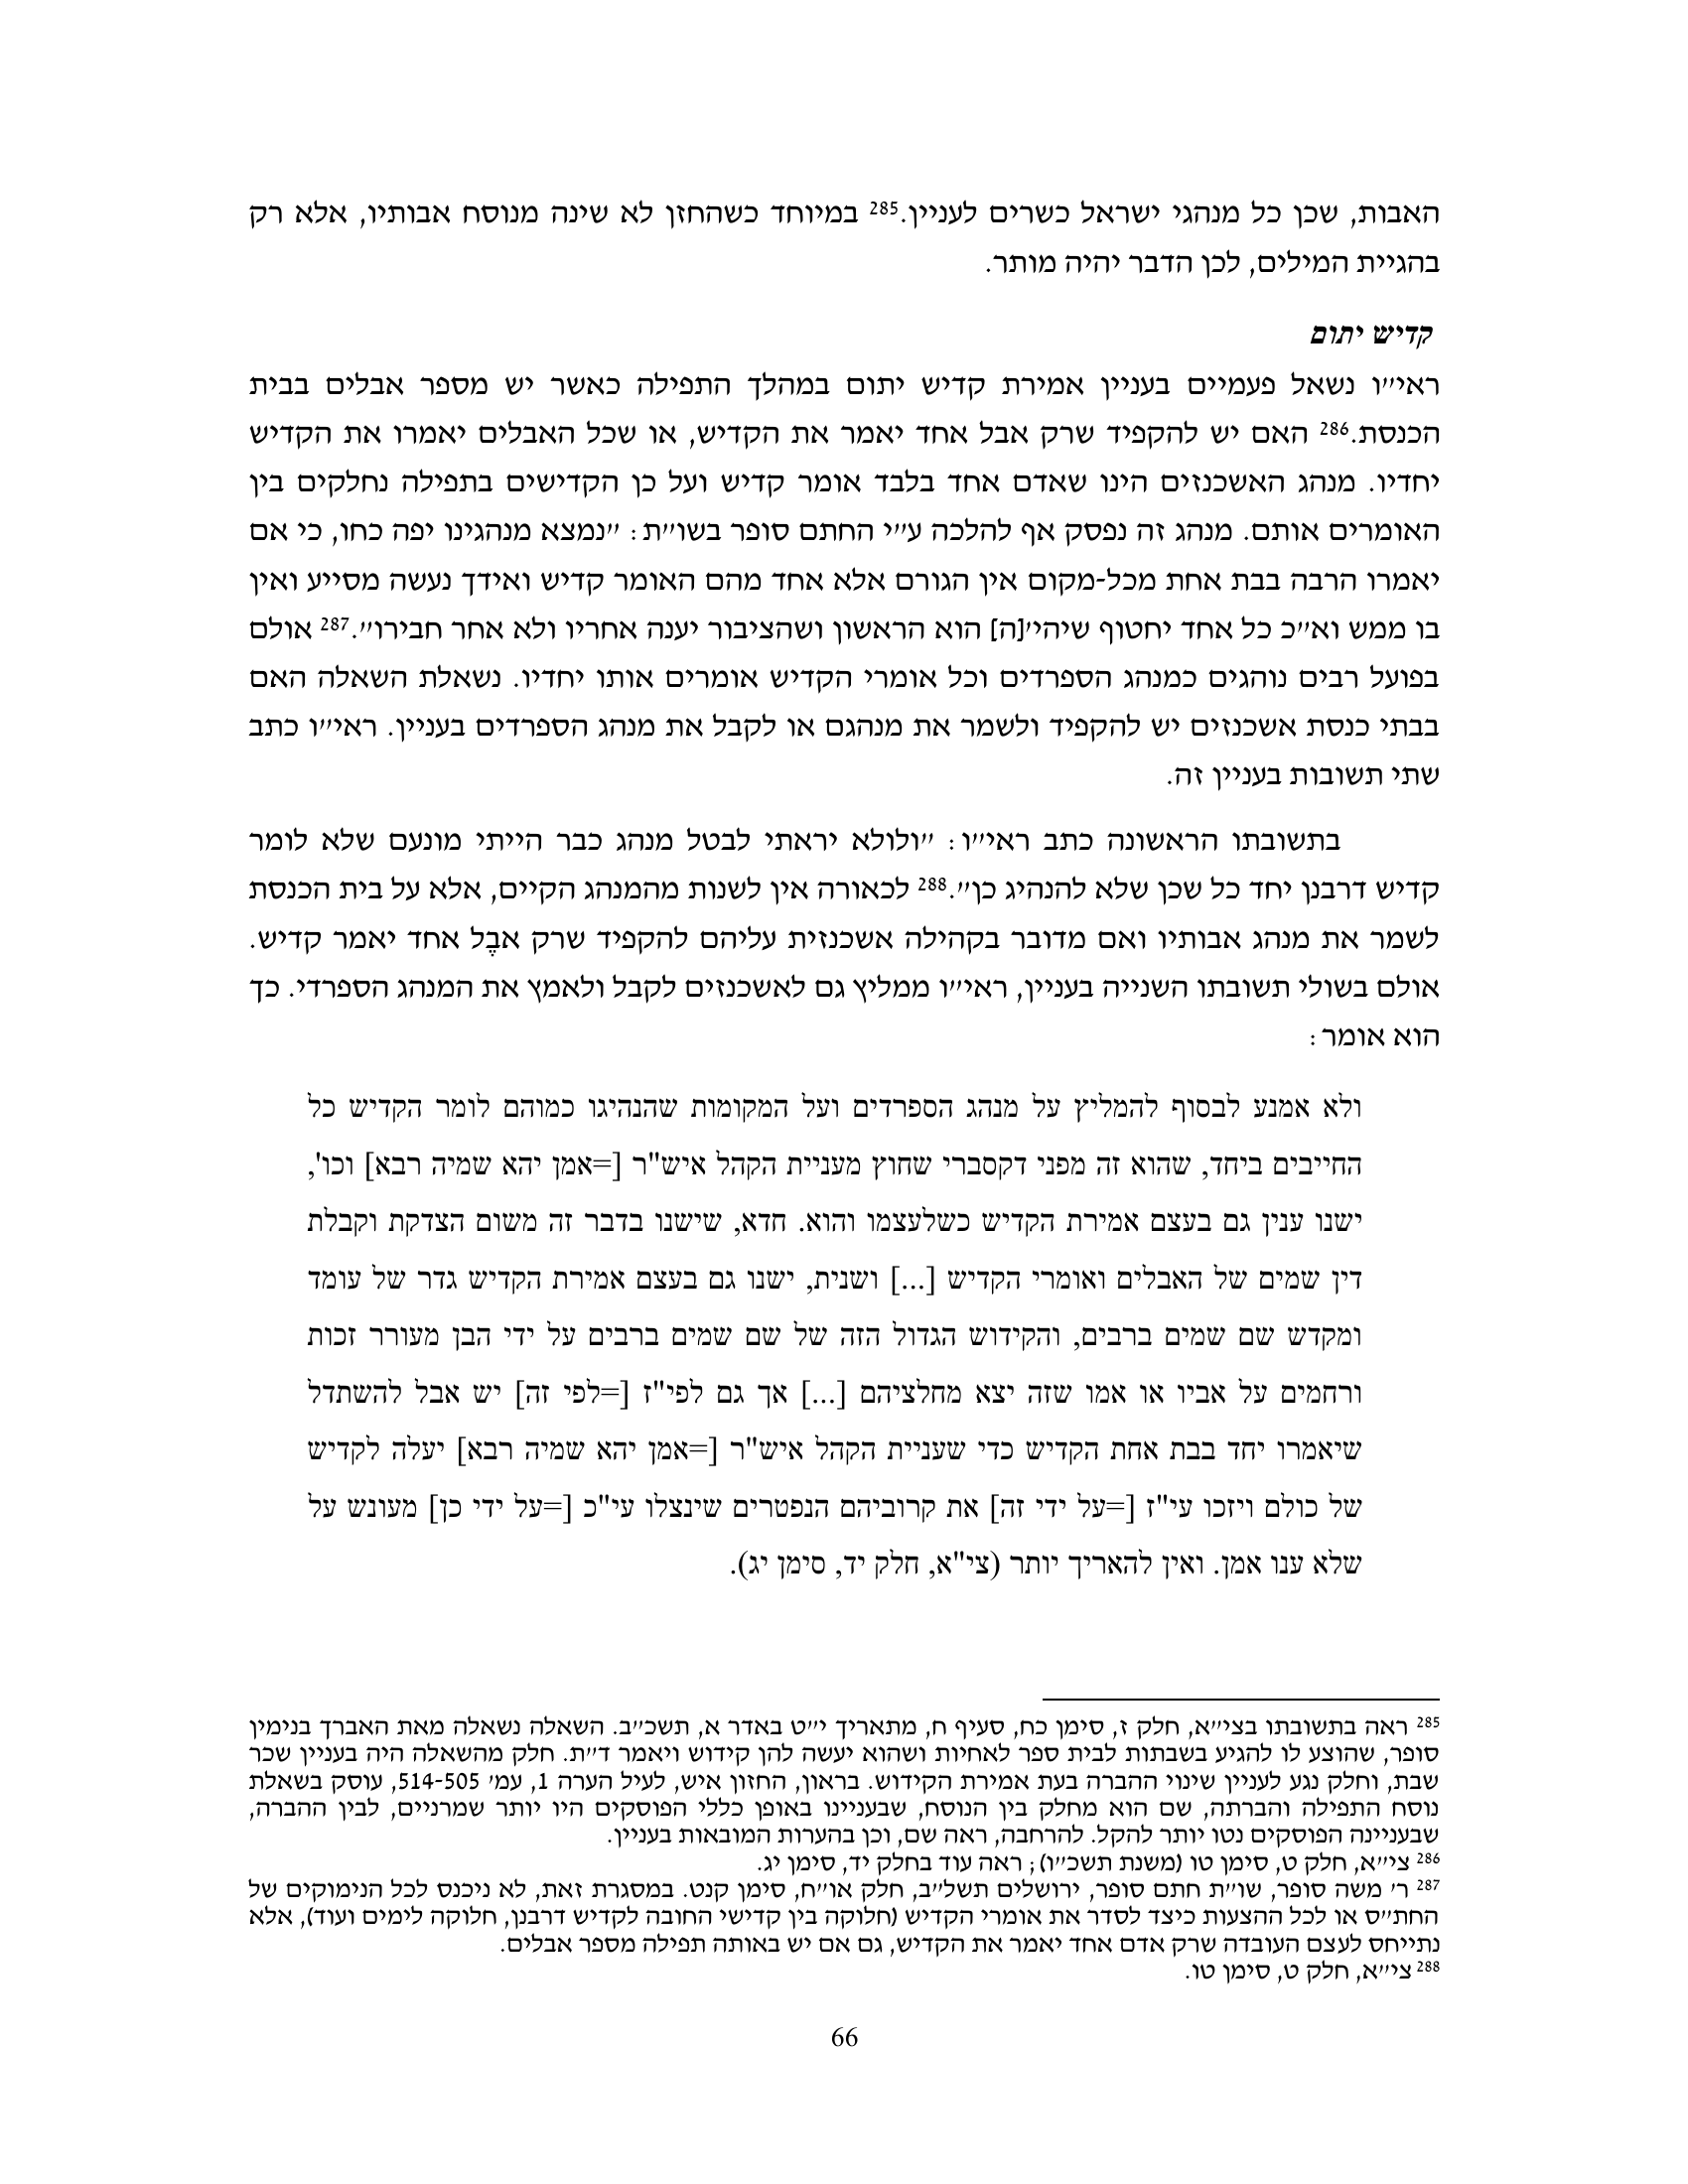 האבות, שכן כל מנהגי ישראל כשרים לעניין.285 במיוחד כשהחזן לא שינה מנוסח אבותיו, אלא רק
בהגיית המילים, לכן הדבר יהיה מותר.
קדיש יתום
ראי״ו נשאל פעמיים בעניין אמירת קדיש יתום במהלך התפילה כאשר יש מספר אבלים בבית
הכנסת.286 האם יש להקפיד שרק אבל אחד יאמר את הקדיש, או שכל האבלים יאמרו את הקדיש
יחדיו. מנהג האשכנזים הינו שאדם אחד בלבד אומר קדיש ועל כן הקדישים בתפילה נחלקים בין
האומרים אותם. מנהג זה נפסק אף להלכה ע״י החתם סופר בשו״ת: ״נמצא מנהגינו יפה כחו, כי אם
יאמרו הרבה בבת אחת מכל-מקום אין הגורם אלא אחד מהם האומר קדיש ואידך נעשה מסייע ואין
בו ממש וא״כ כל אחד יחטוף שיהי׳[ה] הוא הראשון ושהציבור יענה אחריו ולא אחר חבירו״.287 אולם
בפועל רבים נוהגים כמנהג הספרדים וכל אומרי הקדיש אומרים אותו יחדיו. נשאלת השאלה האם
בבתי כנסת אשכנזים יש להקפיד ולשמר את מנהגם או לקבל את מנהג הספרדים בעניין. ראי״ו כתב
שתי תשובות בעניין זה.
בתשובתו הראשונה כתב ראי״ו: ״ולולא יראתי לבטל מנהג כבר הייתי מונעם שלא לומר
קדיש דרבנן יחד כל שכן שלא להנהיג כן״.288 לכאורה אין לשנות מהמנהג הקיים, אלא על בית הכנסת
לשמר את מנהג אבותיו ואם מדובר בקהילה אשכנזית עליהם להקפיד שרק אבֶל אחד יאמר קדיש.
אולם בשולי תשובתו השנייה בעניין, ראי״ו ממליץ גם לאשכנזים לקבל ולאמץ את המנהג הספרדי. כך
הוא אומר:
ולא אמנע לבסוף להמליץ על מנהג הספרדים ועל המקומות שהנהיגו כמוהם לומר הקדיש כל
החייבים ביחד, שהוא זה מפני דקסברי שחוץ מעניית הקהל איש"ר [=אמן יהא שמיה רבא] וכו',
ישנו ענין גם בעצם אמירת הקדיש כשלעצמו והוא. חדא, שישנו בדבר זה משום הצדקת וקבלת
דין שמים של האבלים ואומרי הקדיש [...] ושנית, ישנו גם בעצם אמירת הקדיש גדר של עומד
ומקדש שם שמים ברבים, והקידוש הגדול הזה של שם שמים ברבים על ידי הבן מעורר זכות
ורחמים על אביו או אמו שזה יצא מחלציהם [...] אך גם לפי"ז [=לפי זה] יש אבל להשתדל
שיאמרו יחד בבת אחת הקדיש כדי שעניית הקהל איש"ר [=אמן יהא שמיה רבא] יעלה לקדיש
של כולם ויזכו עי"ז [=על ידי זה] את קרוביהם הנפטרים שינצלו עי"כ [=על ידי כן] מעונש על
שלא ענו אמן. ואין להאריך יותר (צי"א, חלק יד, סימן יג).
285 ראה בתשובתו בצי״א, חלק ז, סימן כח, סעיף ח, מתאריך י״ט באדר א, תשכ״ב. השאלה נשאלה מאת האברך בנימין
סופר, שהוצע לו להגיע בשבתות לבית ספר לאחיות ושהוא יעשה להן קידוש ויאמר ד״ת. חלק מהשאלה היה בעניין שכר
שבת, וחלק נגע לעניין שינוי ההברה בעת אמירת הקידוש. בראון, החזון איש, לעיל הערה 1, עמ׳ 514-505, עוסק בשאלת
נוסח התפילה והברתה, שם הוא מחלק בין הנוסח, שבעניינו באופן כללי הפוסקים היו יותר שמרניים, לבין ההברה,
שבעניינה הפוסקים נטו יותר להקל. להרחבה, ראה שם, וכן בהערות המובאות בעניין.
286 צי״א, חלק ט, סימן טו (משנת תשכ״ו); ראה עוד בחלק יד, סימן יג.
287 ר׳ משה סופר, שו״ת חתם סופר, ירושלים תשל״ב, חלק או״ח, סימן קנט. במסגרת זאת, לא ניכנס לכל הנימוקים של
החת״ס או לכל ההצעות כיצד לסדר את אומרי הקדיש (חלוקה בין קדישי החובה לקדיש דרבנן, חלוקה לימים ועוד), אלא
נתייחס לעצם העובדה שרק אדם אחד יאמר את הקדיש, גם אם יש באותה תפילה מספר אבלים.
288 צי״א, חלק ט, סימן טו.
66